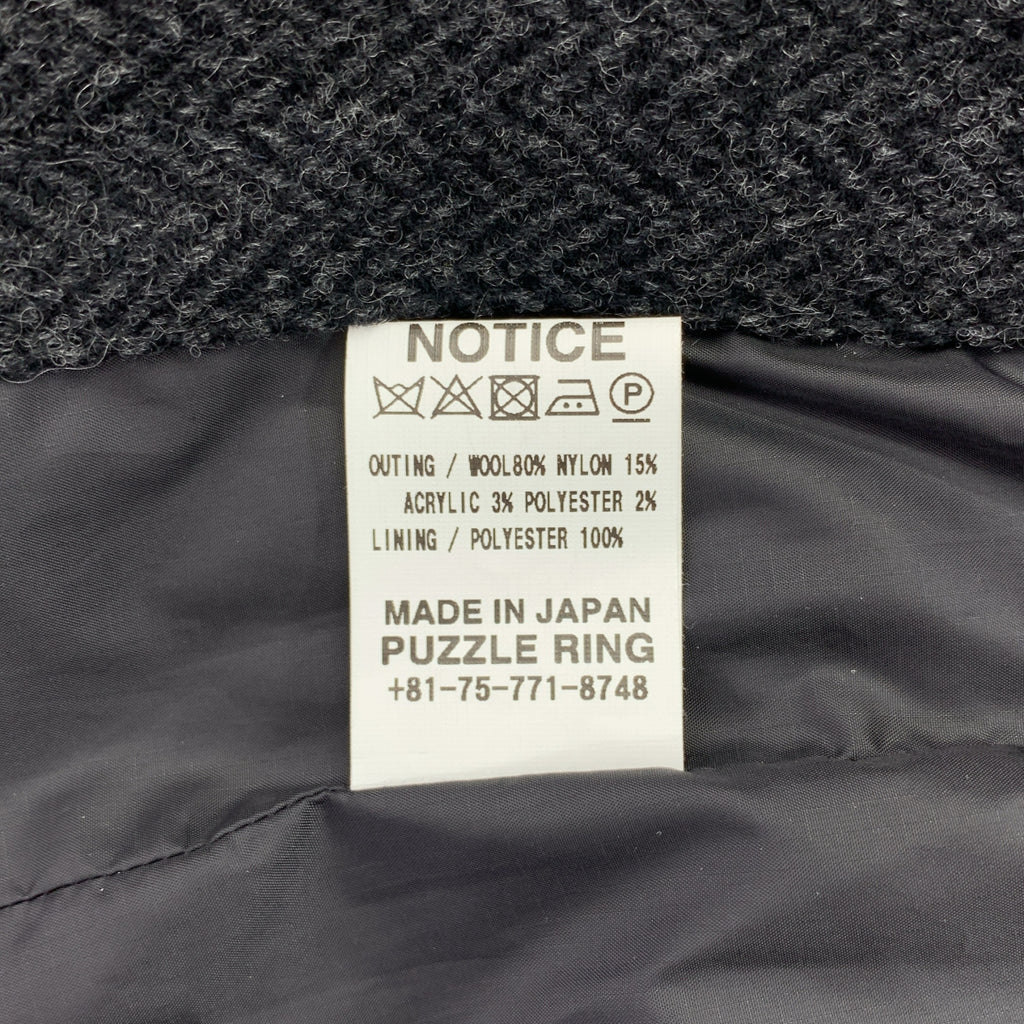 NOTICE
P
OUTING / WOOL80% NYLON 15%
ACRYLIC 3% POLYESTER 2%
LINING / POLYESTER 100%
MADE IN JAPAN
PUZZLE RING
+81-75-771-8748